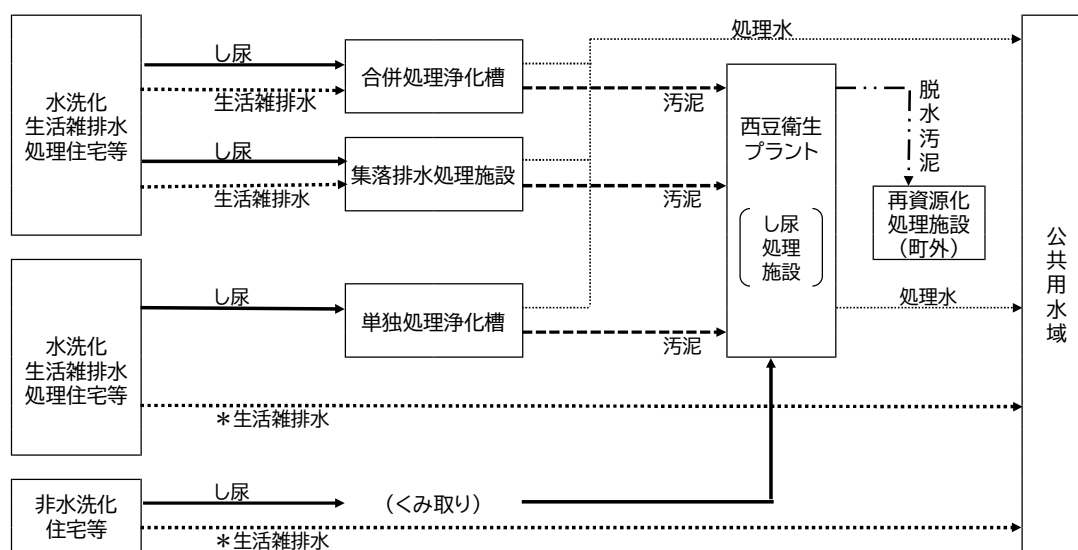 水洗化
生活雑排水
処理住宅等
し尿
生活雑排水
し尿
生活雑排水
合併処理浄化槽
集落排水処理施設
処理水
汚泥
汚泥
西豆衛生
プラント
し尿
処理
施設
脱水汚泥
再資源化
処理施設
（町外）
処理水
公共用水域
水洗化
生活雑排水
処理住宅等
し尿
単独処理浄化槽
汚泥
＊生活雑排水
非水洗化
住宅等
し尿
（くみ取り）
＊生活雑排水